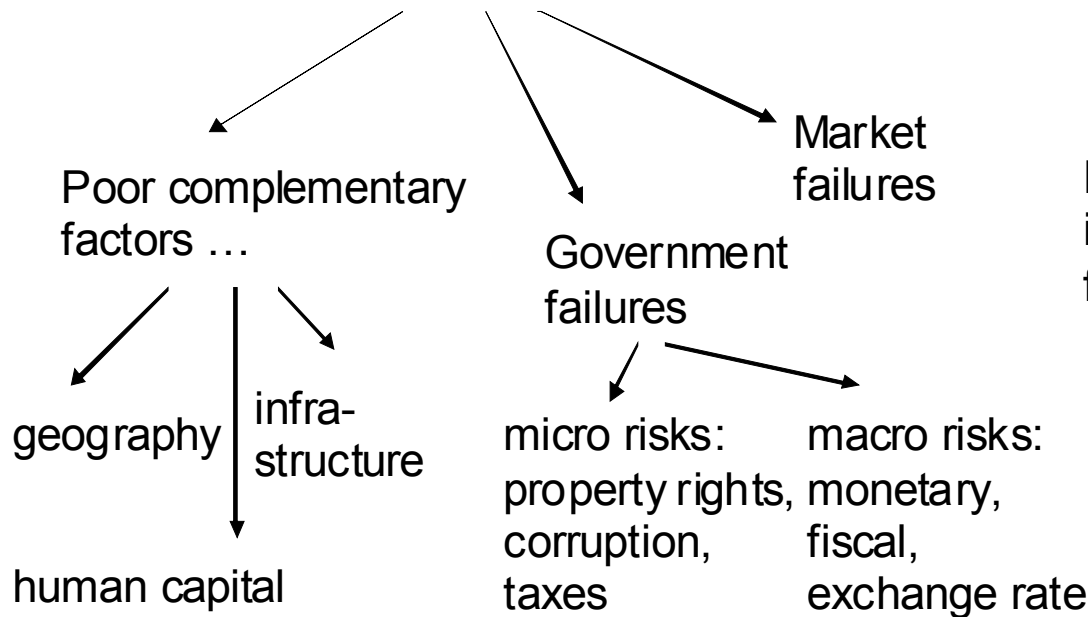 Market
failures
Poor complementary
factors …
Government
failures
geography
infra-
structure
human capital
micro risks:
property rights,
corruption,
taxes
macro risks:
monetary,
fiscal,
exchange rate